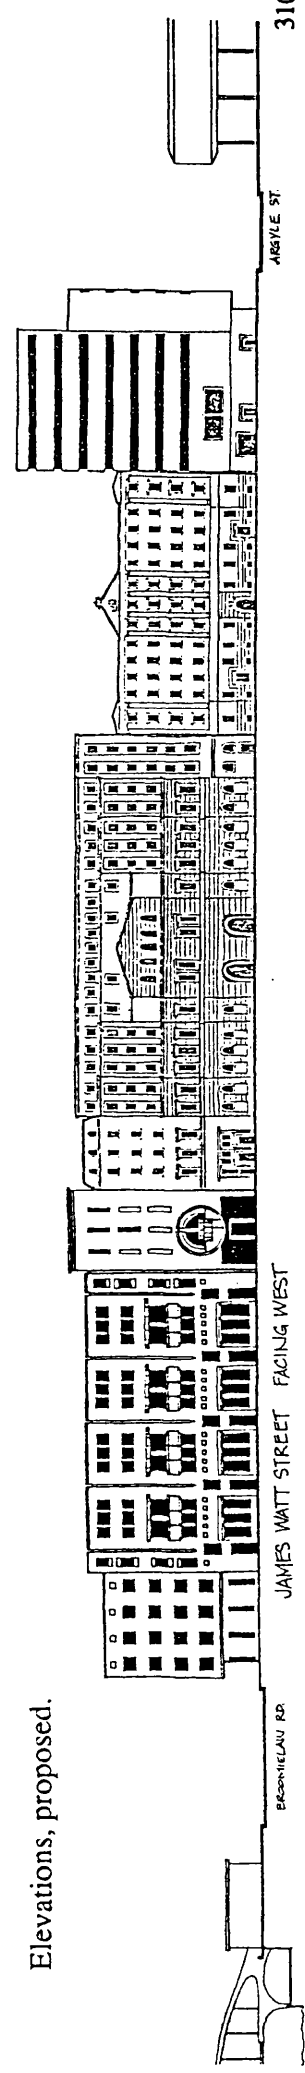 Elevations, proposed.
BROOMIELAW RD.
JAMES WATT STREET FACING WEST
ARGYLE ST.
310